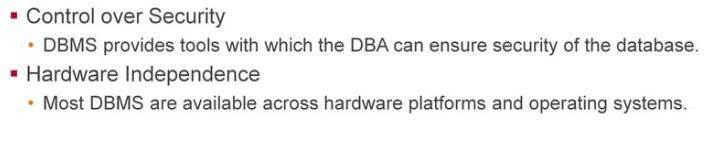 ▪ Control over Security
• DBMS provides tools with which the DBA can ensure security of the database.
▪ Hardware Independence
• Most DBMS are available across hardware platforms and operating systems.